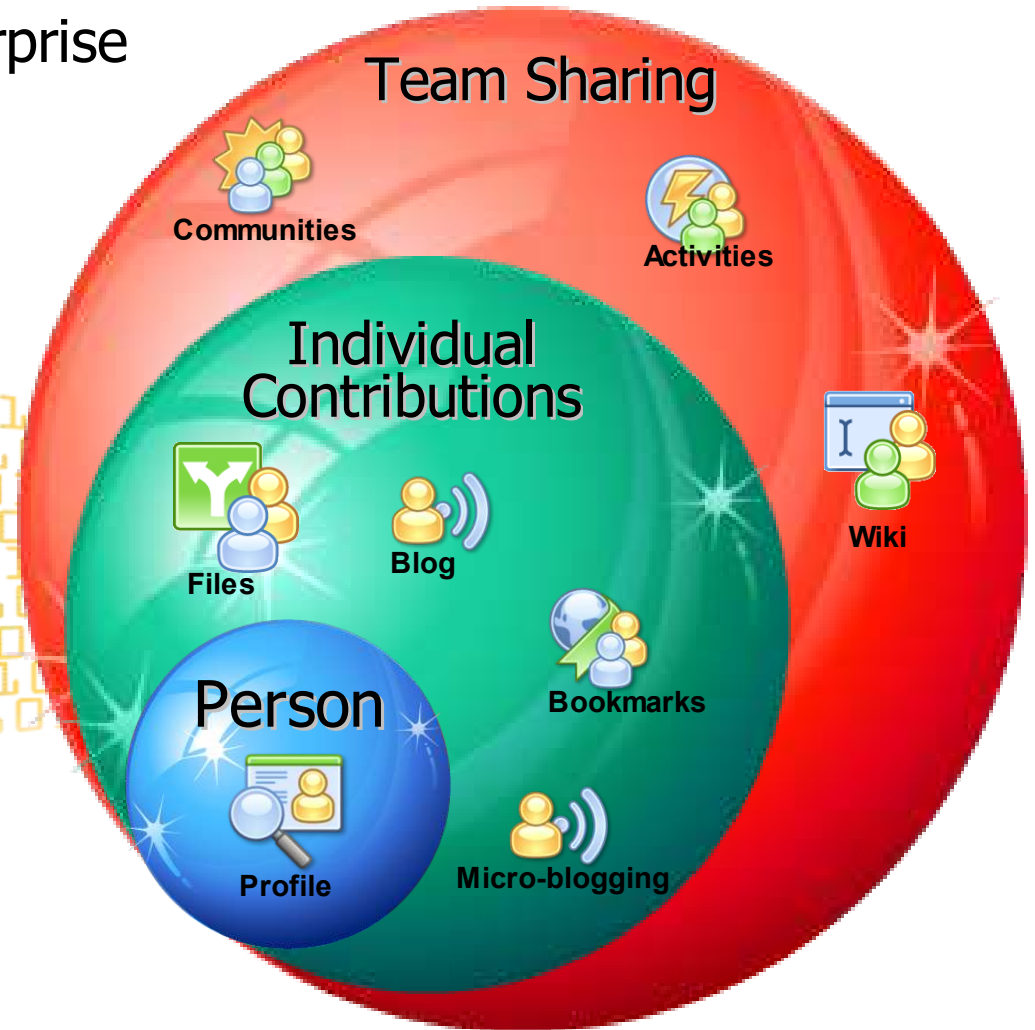 rprise
Team Sharing
Communities
Activities
Individual
Contributions
Wiki
Files
Blog
Bookmarks
Person
Profile
Micro-blogging